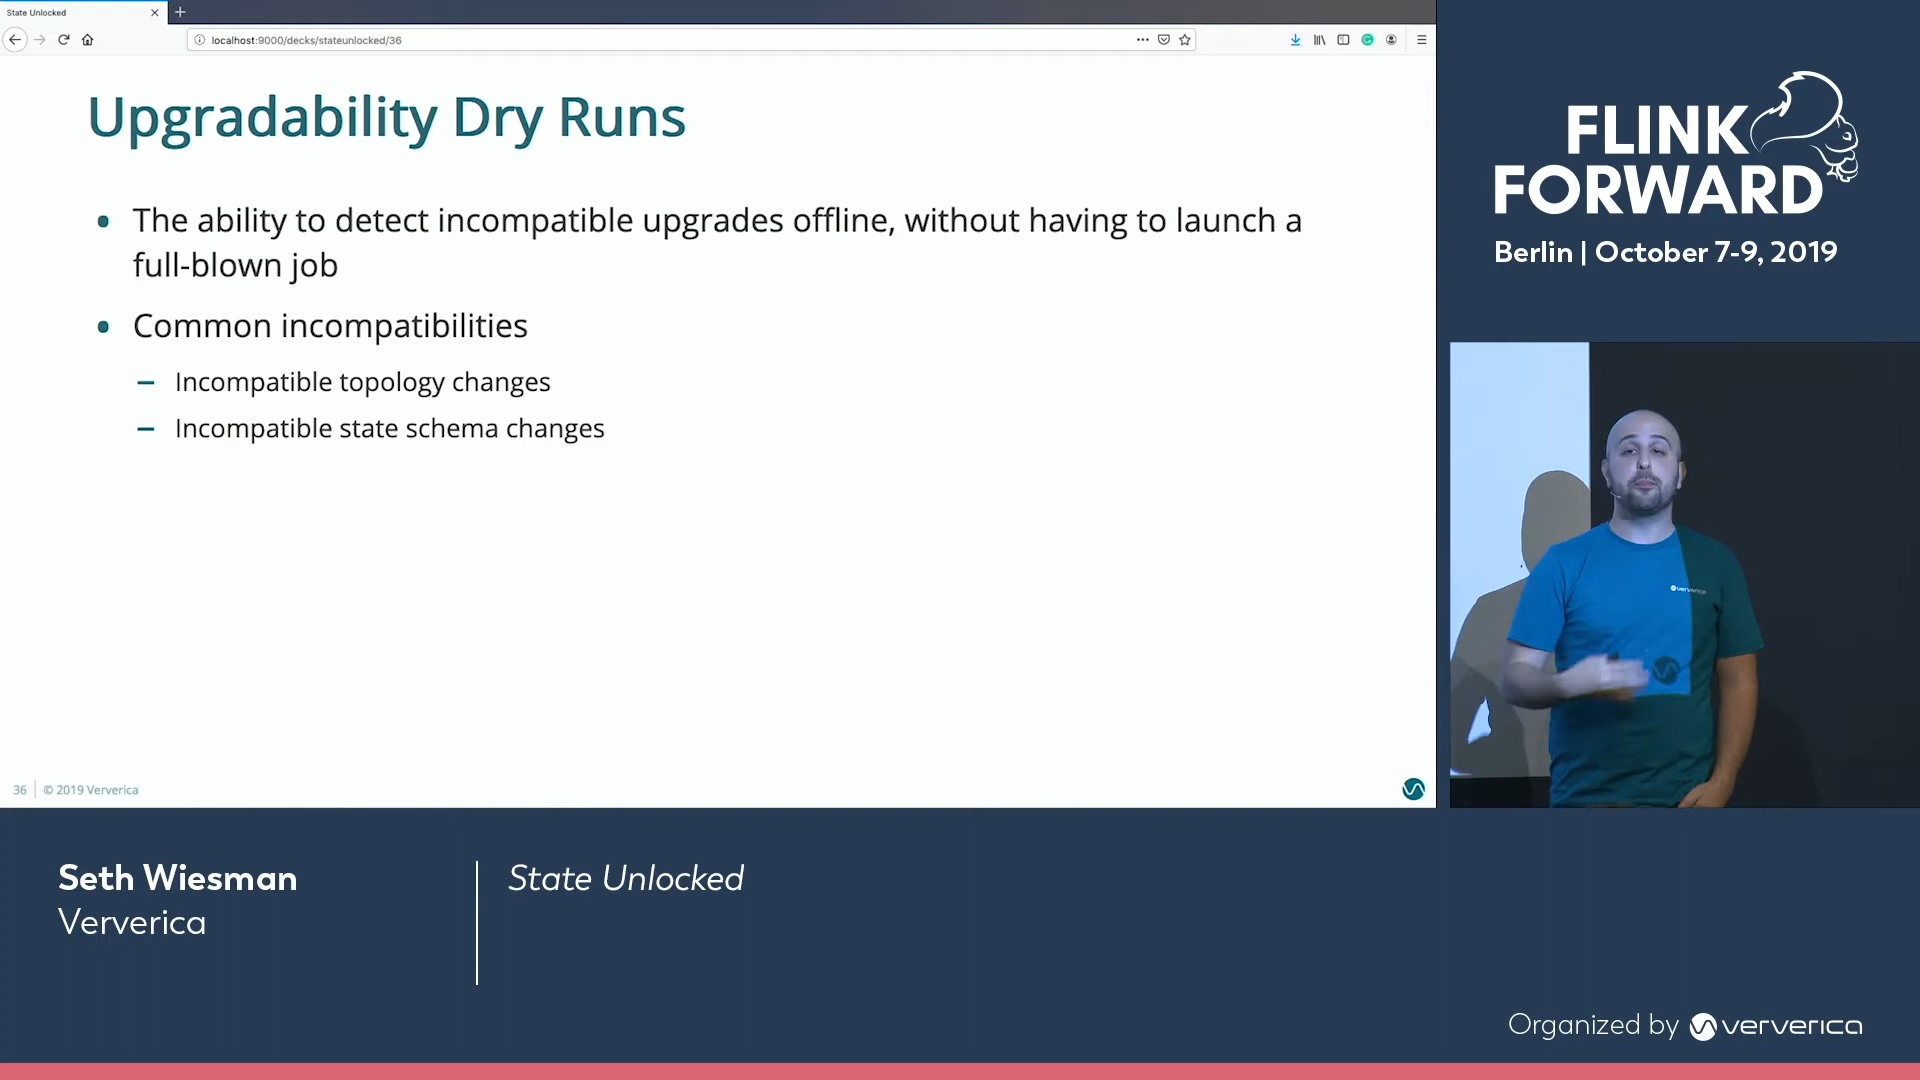 State Unlocked
localhost:9000/decks/stateunlocked/36
Upgradability Dry Runs
• The ability to detect incompatible upgrades offline, without having to launch a
full-blown job
• Common incompatibilities
– Incompatible topology changes
– Incompatible state schema changes
36 | © 2019 Ververica
FLINK
FORWARD
Berlin | October 7-9, 2019
ververica
Seth Wiesman
Ververica
State Unlocked
Organized by ververica